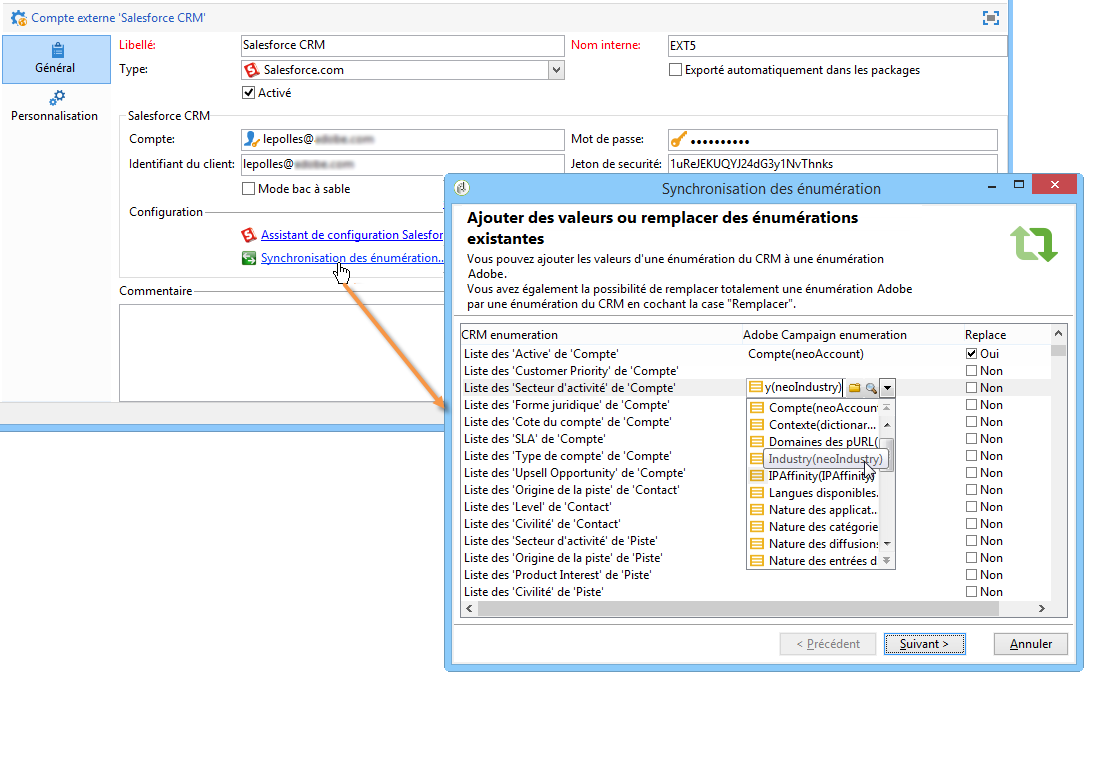 Compte externe 'Salesforce CRM'
Général
Personnalisation
Libellé: Salesforce CRM Nom interne: EXT5
Type: Salesforce.com Exporté automatiquement dans les packages
Activé
Salesforce CRM
Compte: lepolles@ Mot de passe: ••••••••••
Identifiant du client: lepolles@ Jeton de securité: 1uReJEKUQYJ24dG3y1NvThnks
Mode bac à sable
Configuration
Assistant de configuration Salesfor
Synchronisation des énumération...
Commentaire
Synchronisation des énumération
Ajouter des valeurs ou remplacer des énumérations
existantes
Vous pouvez ajouter les valeurs d'une énumération du CRM à une énumération
Adobe.
Vous avez également la possibilité de remplacer totalement une énumération Adobe
par une énumération du CRM en cochant la case "Remplacer".
CRM enumeration Adobe Campaign enumeration Replace
Liste des 'Active' de 'Compte' Compte(neoAccount) Oui
Liste des 'Customer Priority' de 'Compte' Non
Liste des 'Secteur d'activité' de 'Compte' y(neoIndustry) Non
Liste des 'Forme juridique' de 'Compte' Compte(neoAccoun Non
Liste des 'Cote du compte' de 'Compte' Contexte(dictionar... Non
Liste des 'SLA' de 'Compte' Domaines des pURL( Non
Liste des 'Type de compte' de 'Compte' Industry(neoIndustry) Non
Liste des 'Upsell Opportunity' de 'Compte' IPAffinity(IPAffinity) Non
Liste des 'Origine de la piste' de 'Contact' Langues disponibles. Non
Liste des 'Level' de 'Contact' Nature des applicat... Non
Liste des 'Civilité' de 'Contact' Nature des catégorie Non
Liste des 'Secteur d'activité' de 'Piste' Nature des diffusions Non
Liste des 'Origine de la piste' de 'Piste' Nature des entrées d Non
Liste des 'Product Interest' de 'Piste' Non
Liste des 'Civilité' de 'Piste' Non
< Précédent Suivant > Annuler